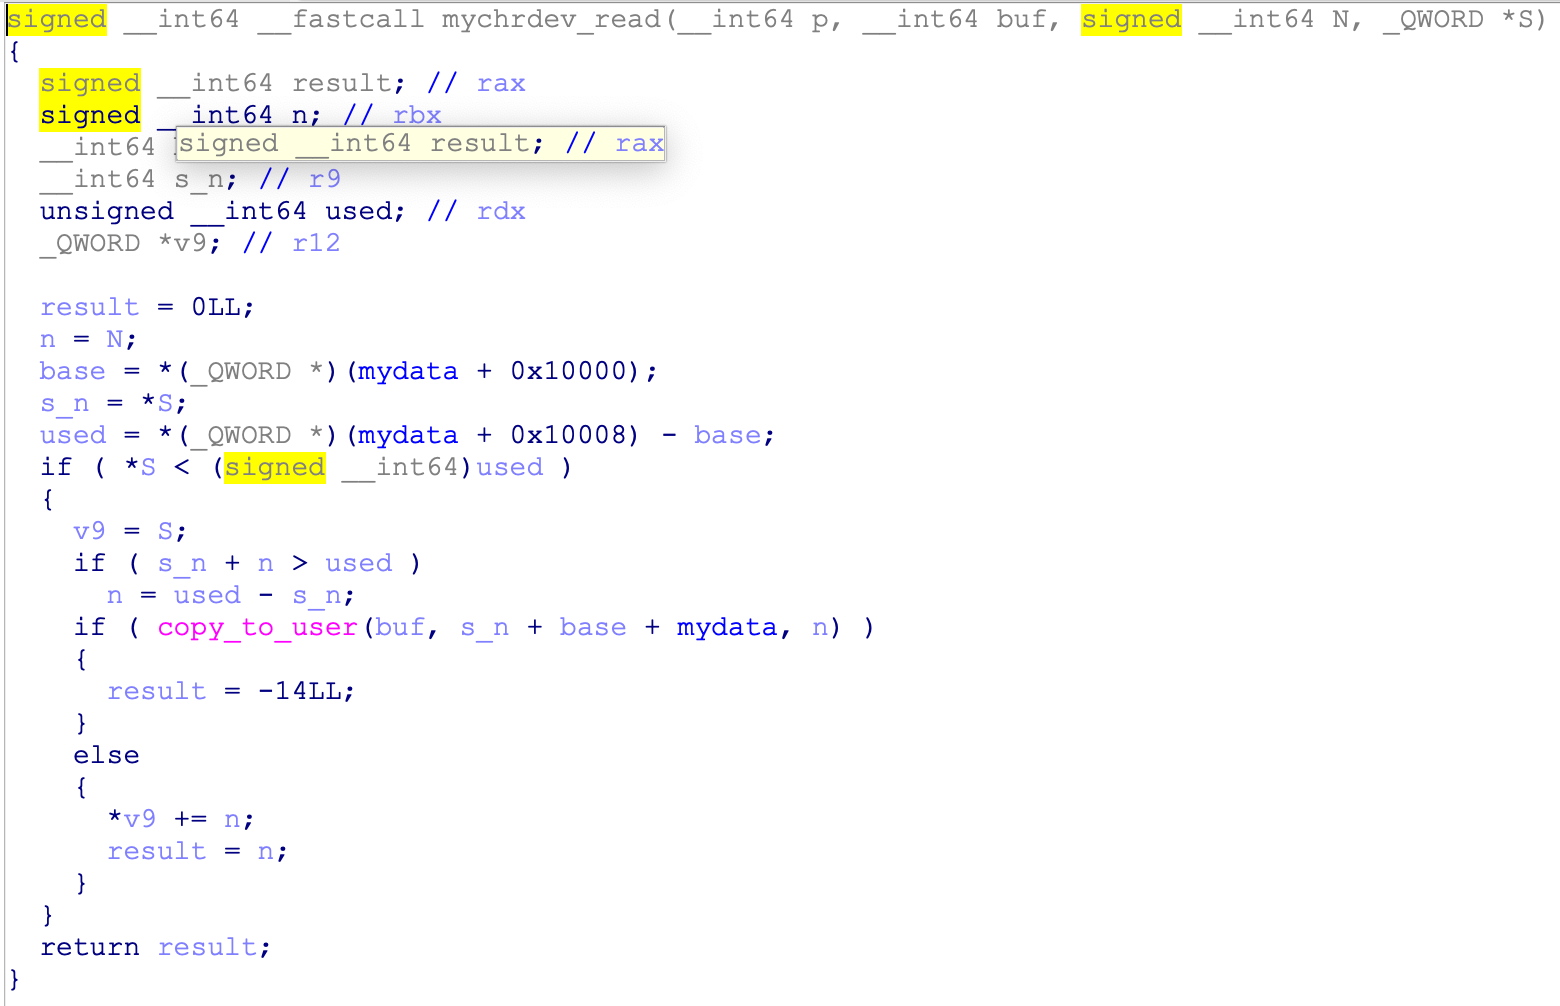 signed __int64 __fastcall mychrdev_read(__int64 p, __int64 buf, signed __int64 N, _QWORD *S)
{
signed __int64 result; // rax
signed __int64 n; // rbx
__int64
signed __int64 result; // rax
__int64 s_n; // r9
unsigned __int64 used; // rdx
_QWORD *v9; // r12
result = 0LL;
n = N;
base = *(_QWORD *)(mydata + 0x10000);
s_n = *S;
used = *(_QWORD *)(mydata + 0x10008) - base;
if ( *S < (signed __int64)used )
{
v9 = S;
if ( s_n + n > used )
n = used - s_n;
if ( copy_to_user(buf, s_n + base + mydata, n) )
{
result = -14LL;
}
else
{
*v9 += n;
result = n;
}
}
return result;
}